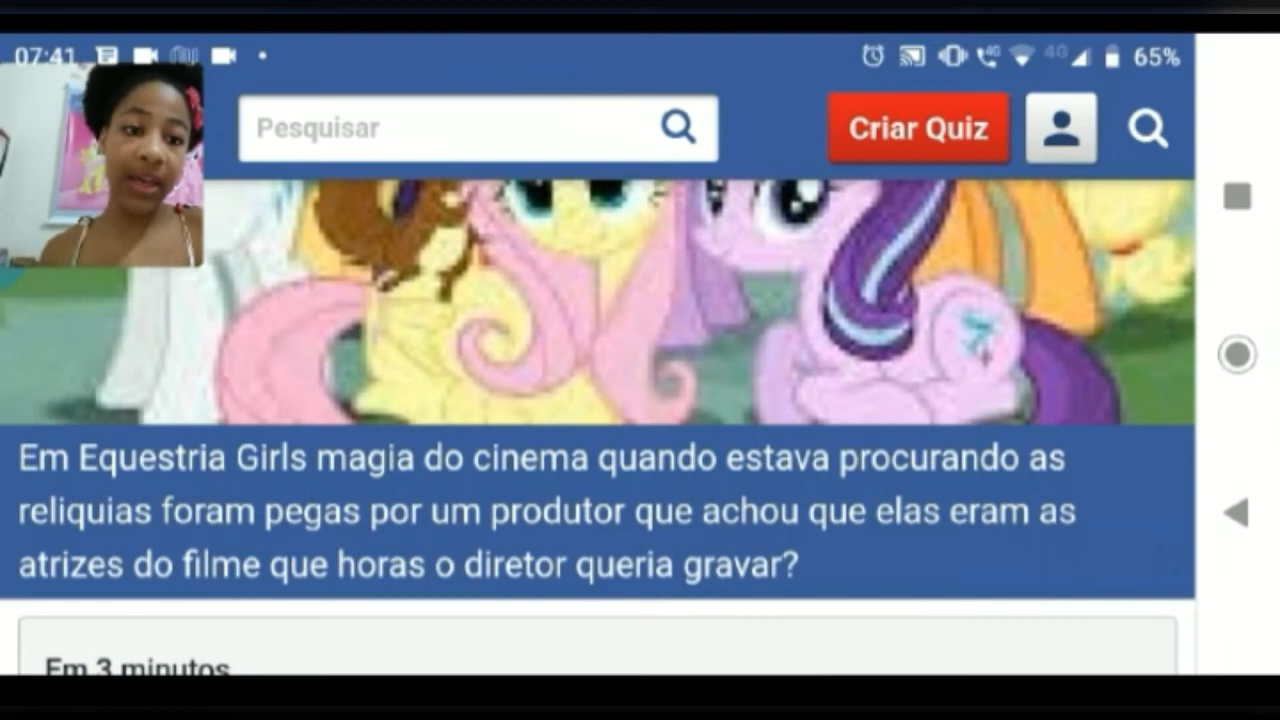 07:41
4G 4G 65%
Pesquisar
Criar Quiz
Em Equestria Girls magia do cinema quando estava procurando as
reliquias foram pegas por um produtor que achou que elas eram as
atrizes do filme que horas o diretor queria gravar?
Em 3 minutos